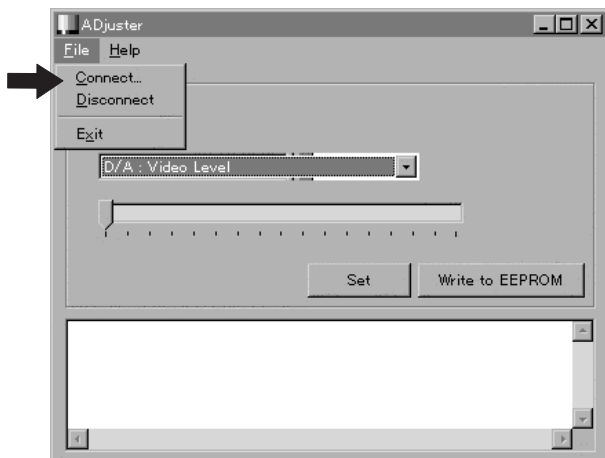 ADjuster
File Help
Connect...
Disconnect
Exit
D/A : Video Level
Set Write to EEPROM